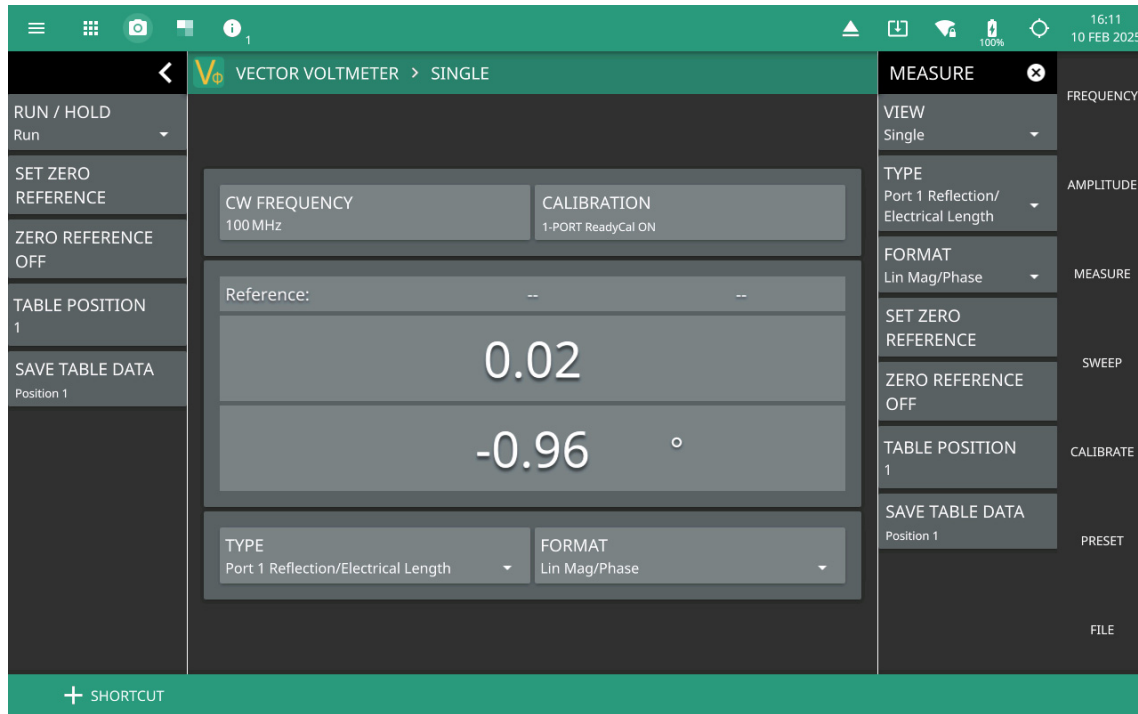 1
100%
16:11
10 FEB 2025
RUN / HOLD
Run
SET ZERO
REFERENCE
ZERO REFERENCE
OFF
TABLE POSITION
1
SAVE TABLE DATA
Position 1
VΦ VECTOR VOLTMETER > SINGLE
CW FREQUENCY
100 MHz
CALIBRATION
1-PORT ReadyCal ON
Reference: -- --
0.02
-0.96 °
TYPE
Port 1 Reflection/Electrical Length
FORMAT
Lin Mag/Phase
MEASURE
VIEW
Single
TYPE
Port 1 Reflection/
Electrical Length
FORMAT
Lin Mag/Phase
SET ZERO
REFERENCE
ZERO REFERENCE
OFF
TABLE POSITION
1
SAVE TABLE DATA
Position 1
FREQUENCY
AMPLITUDE
MEASURE
SWEEP
CALIBRATE
PRESET
FILE
+ SHORTCUT